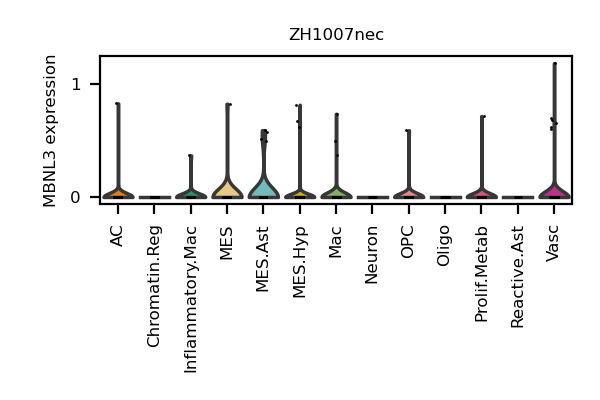 ZH1007nec
MBNL3 expression
1
0
AC
Chromatin.Reg
Inflammatory.Mac
MES
MES.Ast
MES.Hyp
Mac
Neuron
OPC
Oligo
Prolif.Metab
Reactive.Ast
Vasc